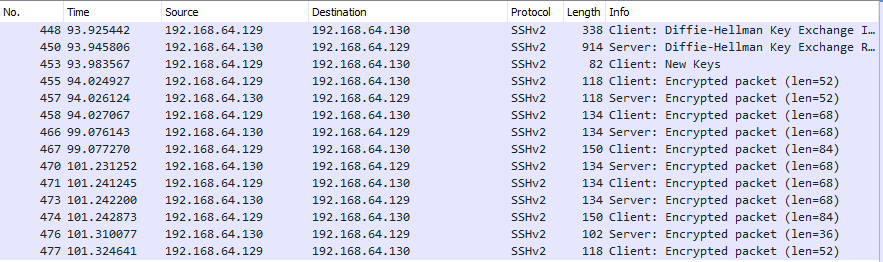 No. Time Source Destination Protocol Length Info
448 93.925442 192.168.64.129 192.168.64.130 SSHv2 338 Client: Diffie-Hellman Key Exchange I…
450 93.945806 192.168.64.130 192.168.64.129 SSHv2 914 Server: Diffie-Hellman Key Exchange R…
453 93.983567 192.168.64.129 192.168.64.130 SSHv2 82 Client: New Keys
455 94.024927 192.168.64.129 192.168.64.130 SSHv2 118 Client: Encrypted packet (len=52)
457 94.026124 192.168.64.130 192.168.64.129 SSHv2 118 Server: Encrypted packet (len=52)
458 94.027067 192.168.64.129 192.168.64.130 SSHv2 134 Client: Encrypted packet (len=68)
466 99.076143 192.168.64.130 192.168.64.129 SSHv2 134 Server: Encrypted packet (len=68)
467 99.077270 192.168.64.129 192.168.64.130 SSHv2 150 Client: Encrypted packet (len=84)
470 101.231252 192.168.64.130 192.168.64.129 SSHv2 134 Server: Encrypted packet (len=68)
471 101.241245 192.168.64.129 192.168.64.130 SSHv2 134 Client: Encrypted packet (len=68)
473 101.242200 192.168.64.130 192.168.64.129 SSHv2 134 Server: Encrypted packet (len=68)
474 101.242873 192.168.64.129 192.168.64.130 SSHv2 150 Client: Encrypted packet (len=84)
476 101.310077 192.168.64.130 192.168.64.129 SSHv2 102 Server: Encrypted packet (len=36)
477 101.324641 192.168.64.129 192.168.64.130 SSHv2 118 Client: Encrypted packet (len=52)